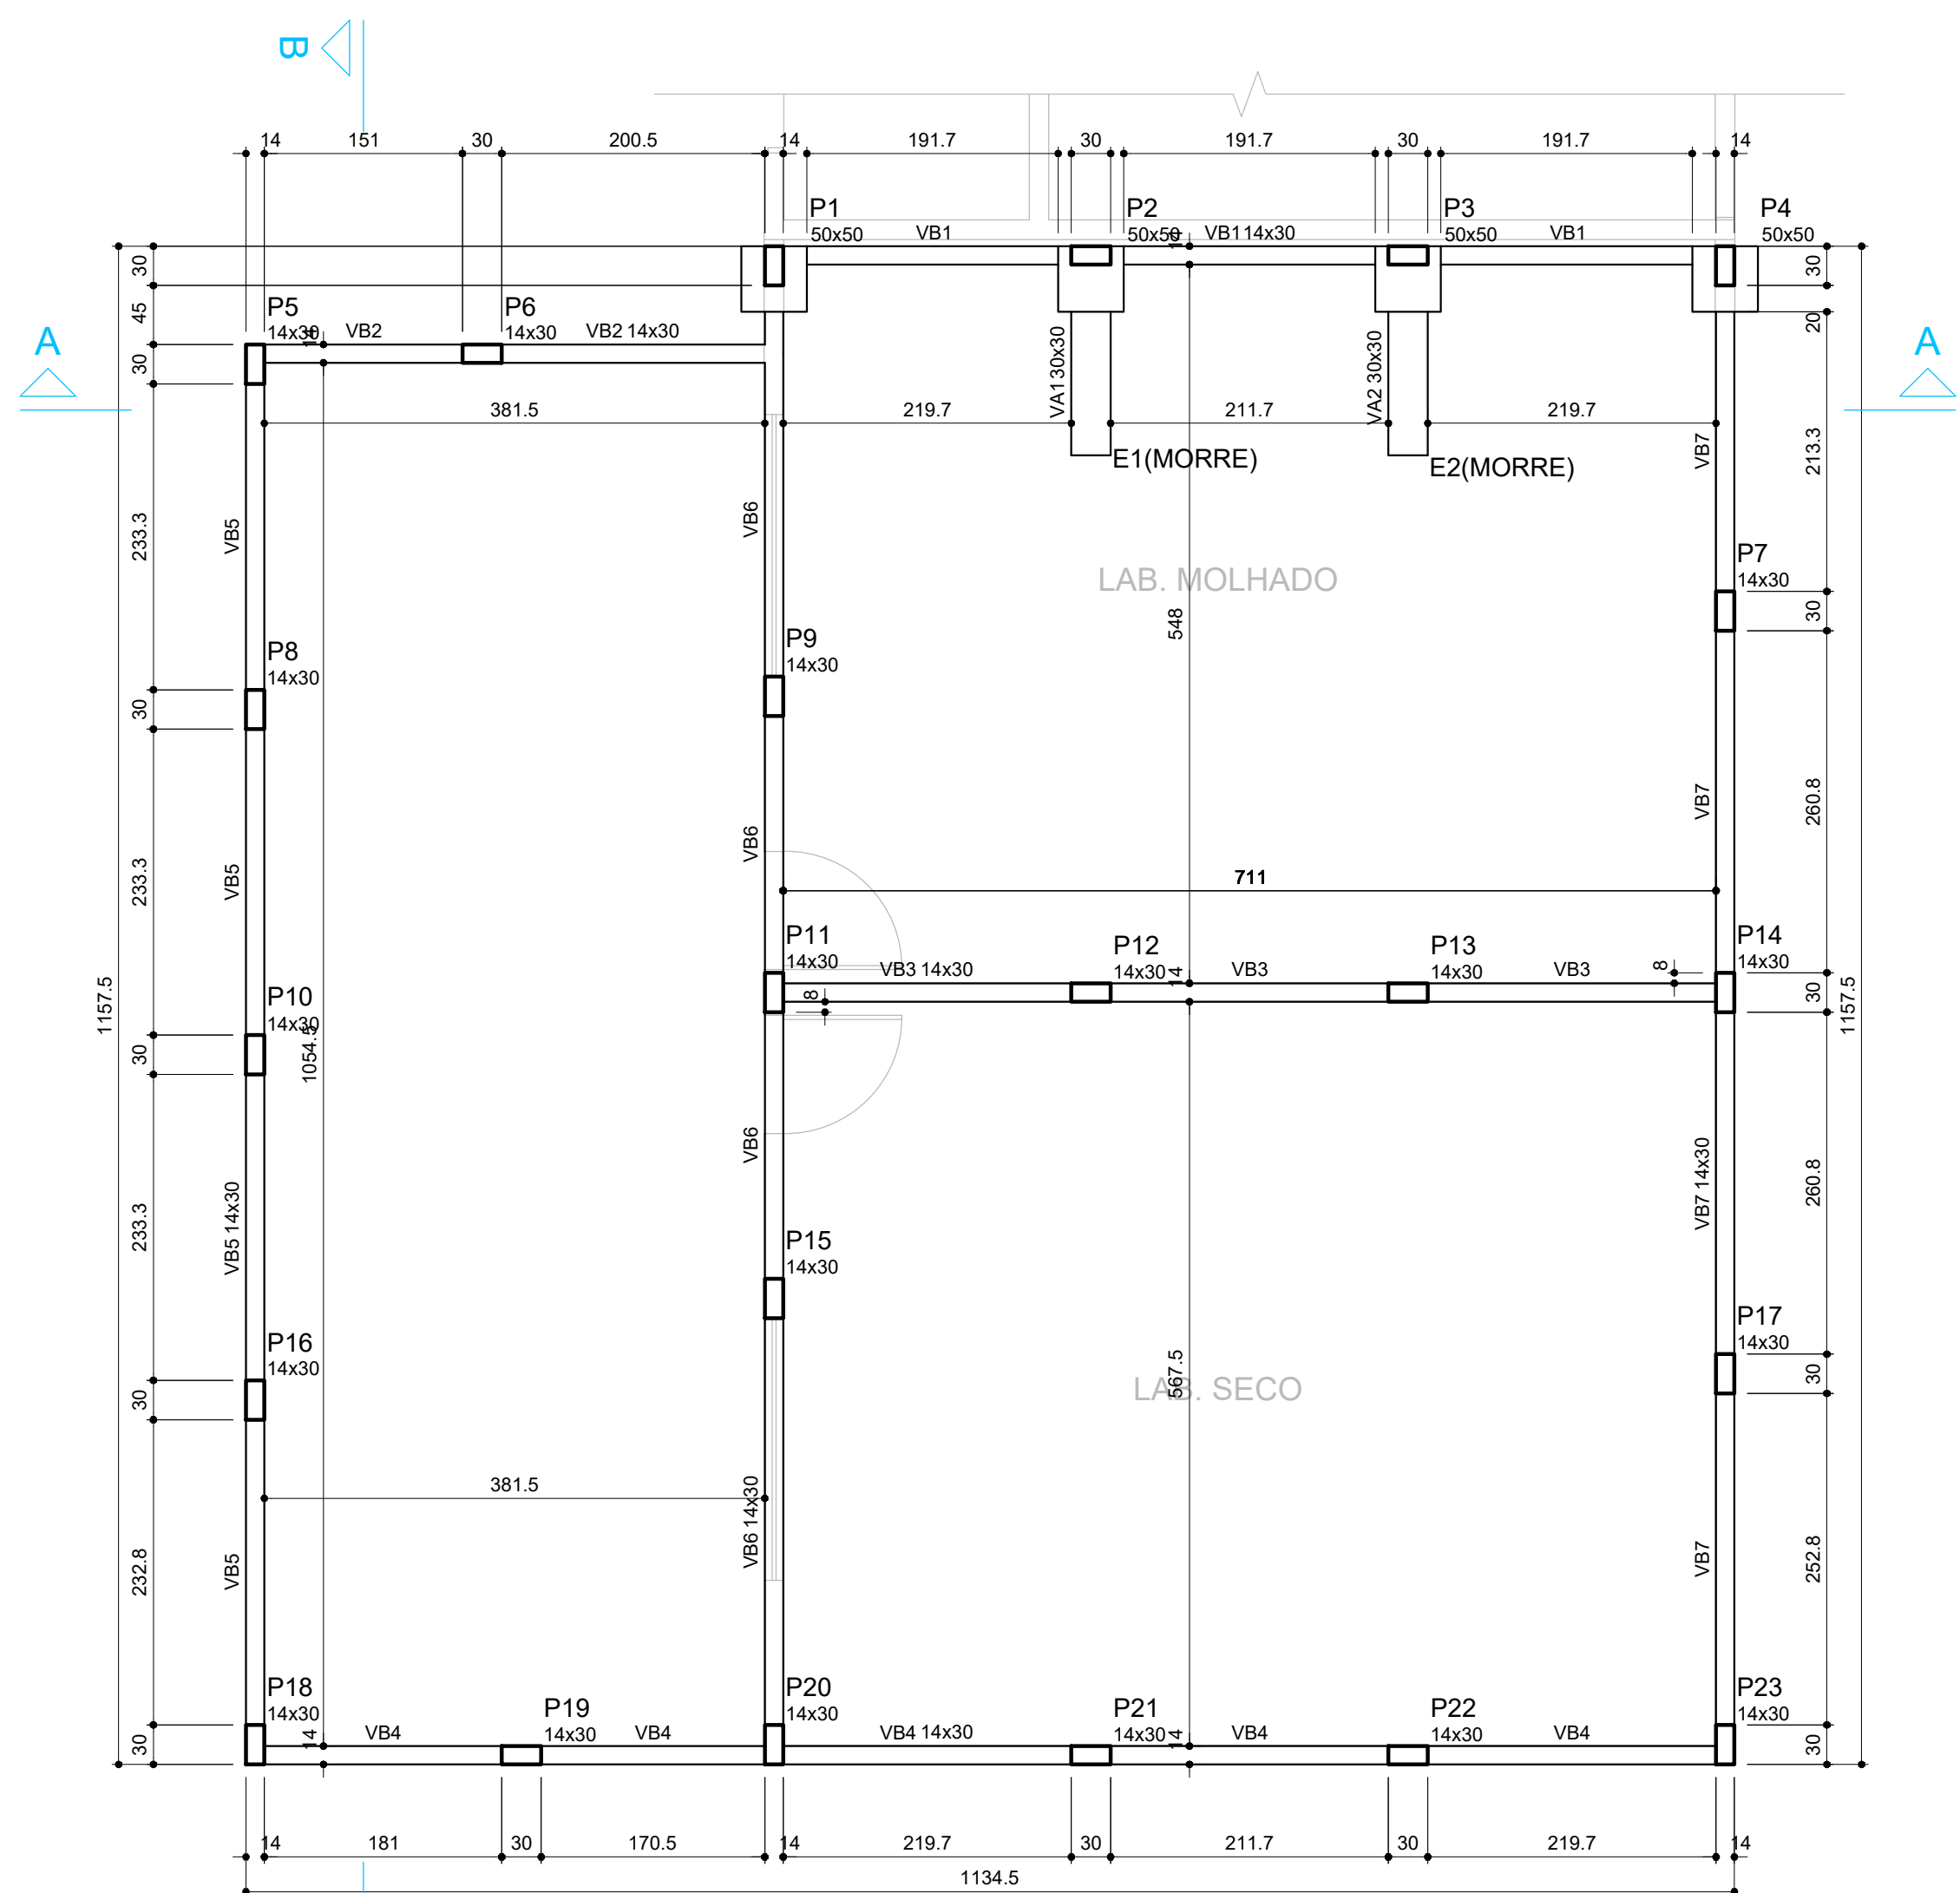 B
14 151 30 200.5 14 191.7 30 191.7 30 191.7 14
P1
50x50
VB1
P2
50x50
VB1 14x30
P3
50x50
VB1
P4
50x50
14
30
45
30
30
20
A
A
P5
14x30
VB2
14
P6
14x30
VB2 14x30
VA1 30x30
VA2 30x30
381.5
219.7
211.7
219.7
E1(MORRE)
E2(MORRE)
VB7
213.3
233.3
VB5
VB6
LAB. MOLHADO
P7
14x30
30
548
P8
14x30
30
P9
14x30
VB7
260.8
233.3
VB5
VB6
711
P10
14x30
30
1157.5
1054.5
P11
14x30
VB3 14x30
P12
14x30
14
VB3
P13
14x30
VB3
8
8
P14
14x30
30
1157.5
VB6
233.3
VB5 14x30
VB7 14x30
260.8
P15
14x30
P16
14x30
30
567.5
LAB. SECO
P17
14x30
30
381.5
VB6 14x30
232.8
VB5
VB7
252.8
P18
14x30
30
14
VB4
P19
14x30
VB4
P20
14x30
VB4 14x30
P21
14x30
14
VB4
P22
14x30
VB4
P23
14x30
30
14 181 30 170.5 14 219.7 30 211.7 30 219.7 14
1134.5